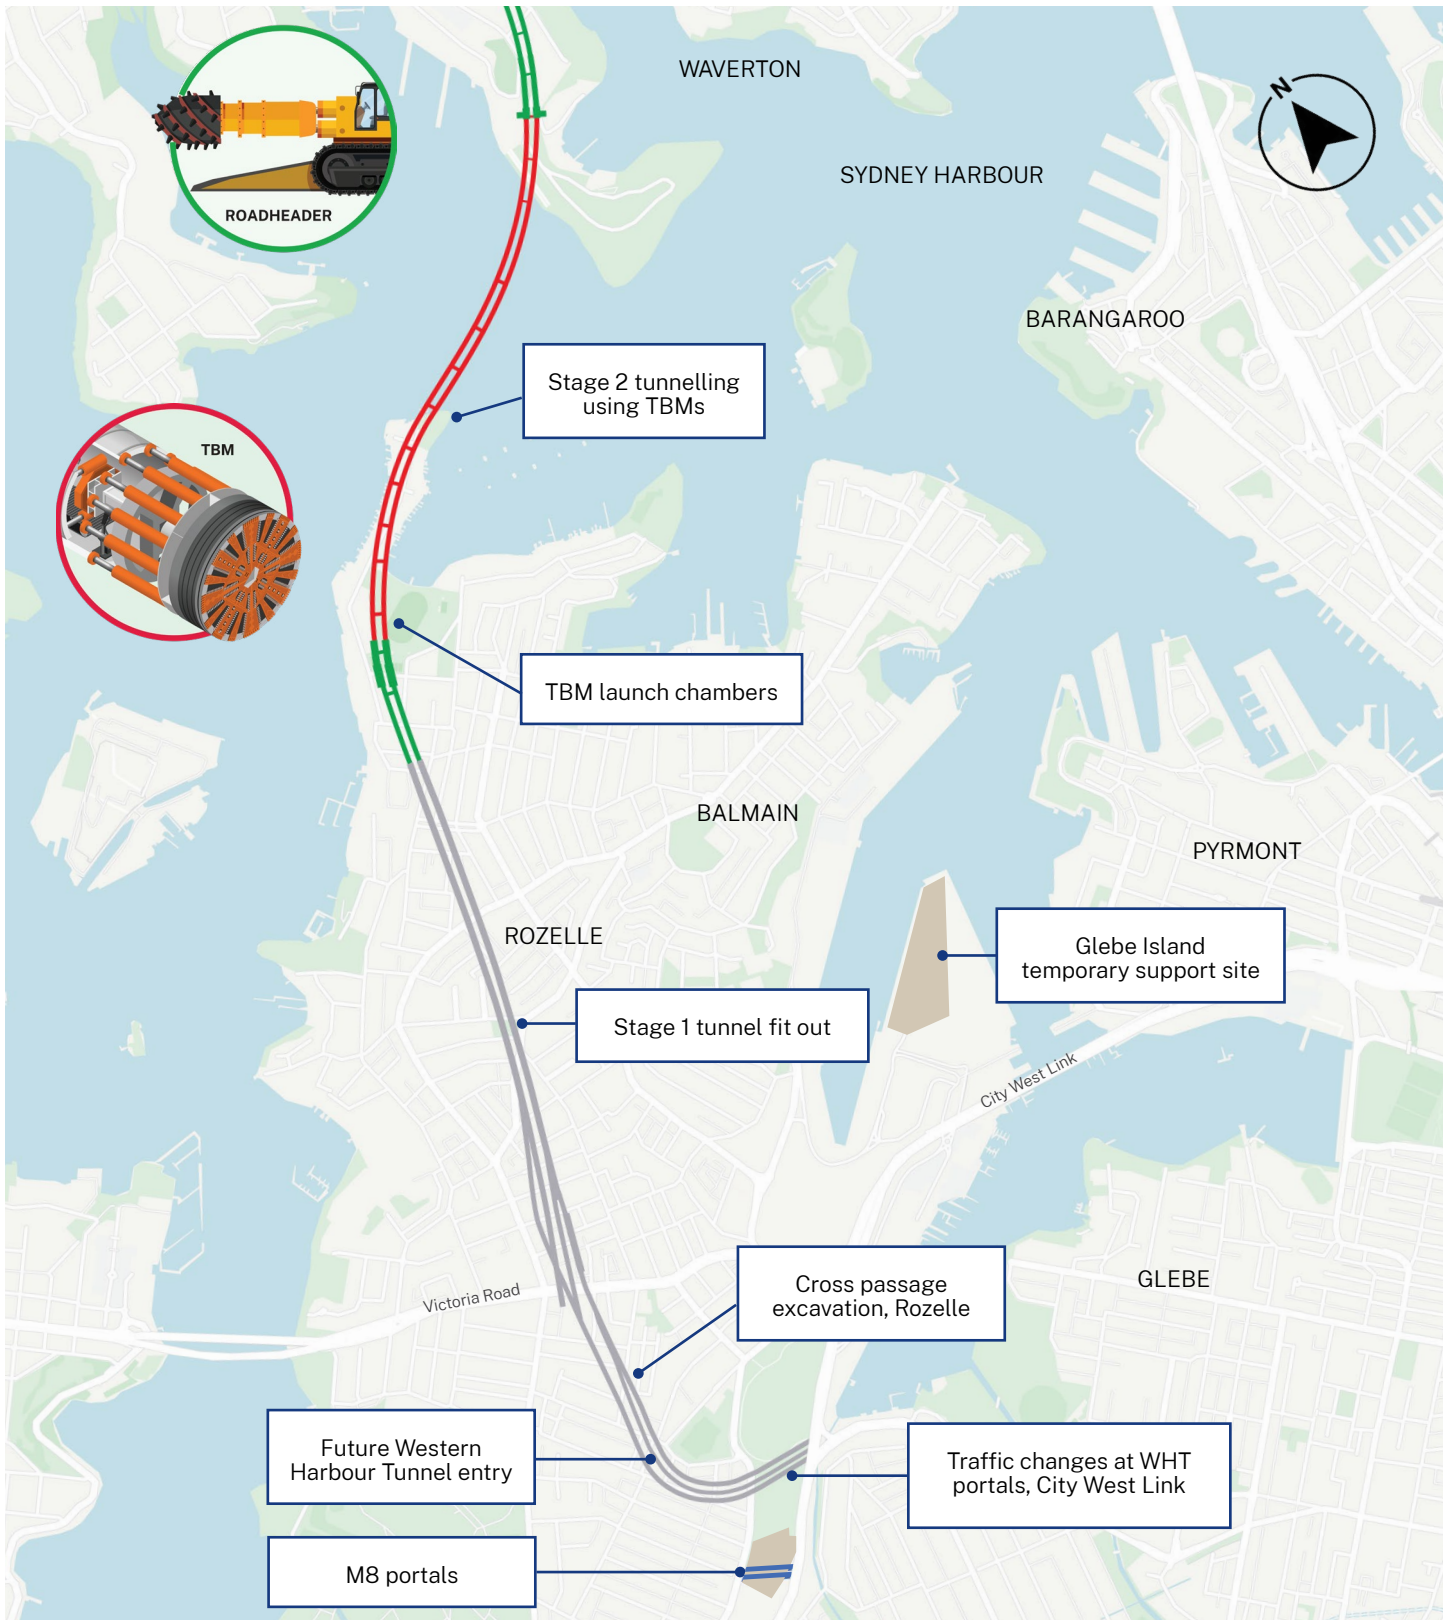 WAVERTON
N
SYDNEY HARBOUR
ROADHEADER
BARANGAROO
Stage 2 tunnelling
using TBMs
TBM
TBM launch chambers
BALMAIN
PYRMONT
ROZELLE
Glebe Island
temporary support site
Stage 1 tunnel fit out
City West Link
Victoria Road
Cross passage
excavation, Rozelle
GLEBE
Future Western
Harbour Tunnel entry
Traffic changes at WHT
portals, City West Link
M8 portals